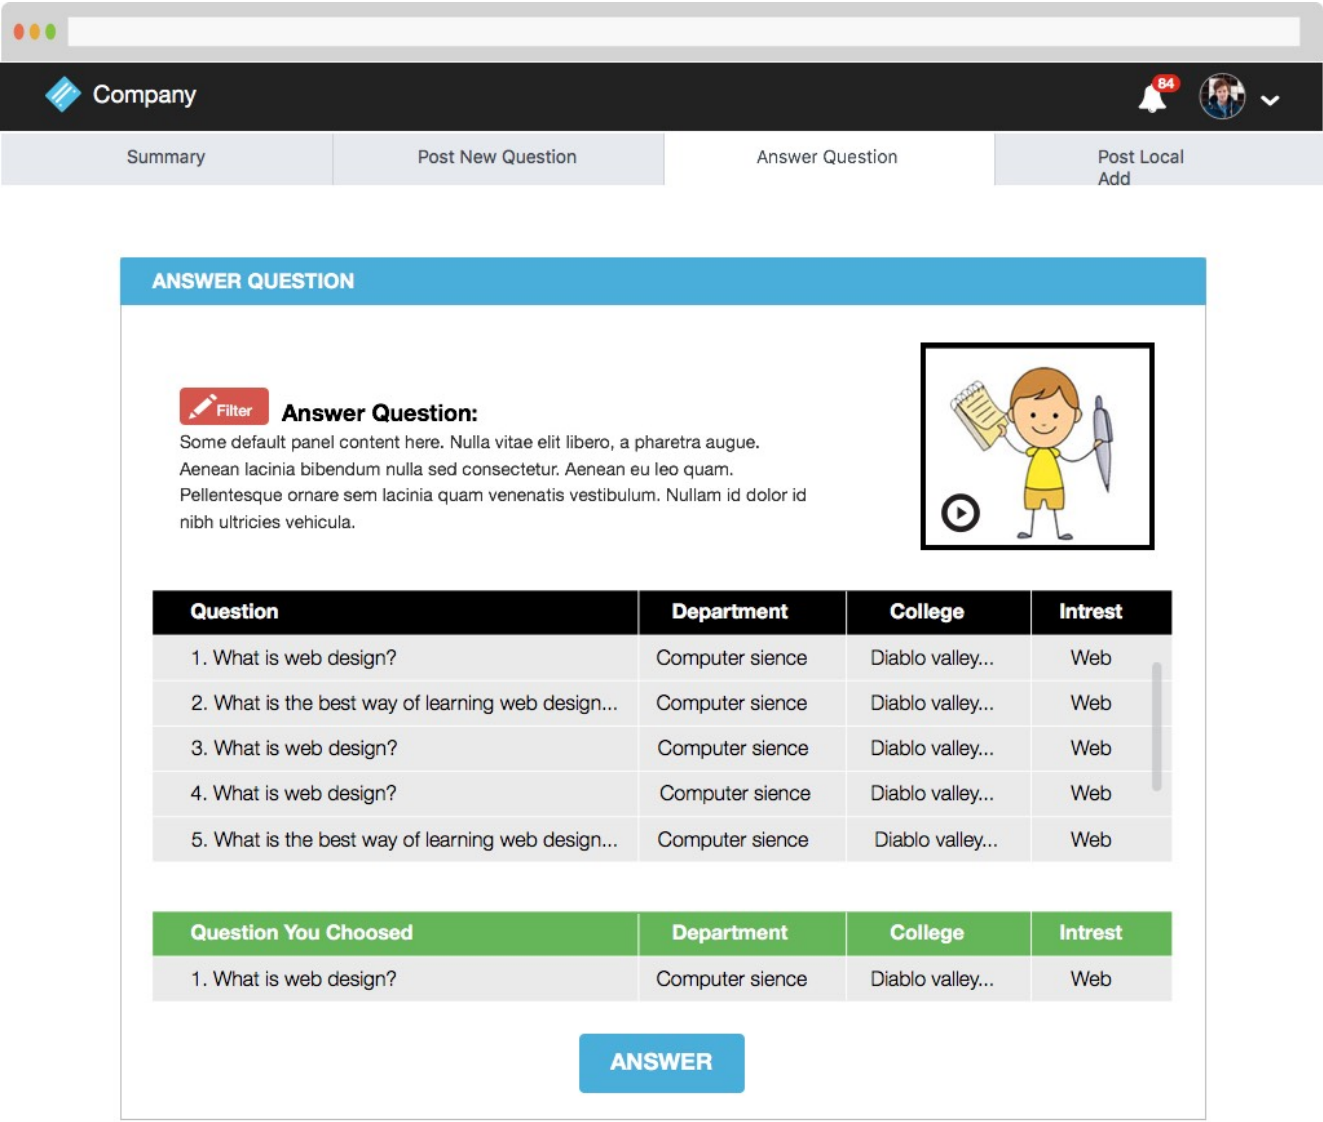 Company
84
Summary
Post New Question
Answer Question
Post Local
Add
ANSWER QUESTION
Filter
Answer Question:
Some default panel content here. Nulla vitae elit libero, a pharetra augue.
Aenean lacinia bibendum nulla sed consectetur. Aenean eu leo quam.
Pellentesque ornare sem lacinia quam venenatis vestibulum. Nullam id dolor id
nibh ultricies vehicula.
Question Department College Intrest
1. What is web design? Computer sience Diablo valley... Web
2. What is the best way of learning web design... Computer sience Diablo valley... Web
3. What is web design? Computer sience Diablo valley... Web
4. What is web design? Computer sience Diablo valley... Web
5. What is the best way of learning web design... Computer sience Diablo valley... Web
Question You Choosed Department College Intrest
1. What is web design? Computer sience Diablo valley... Web
ANSWER